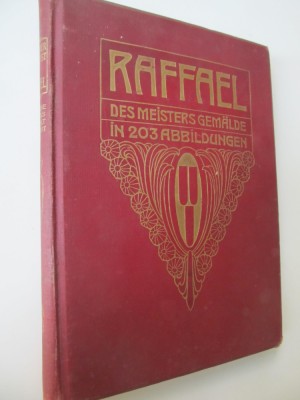 RAFFAEL
DES MEISTERS GEMÄLDE
IN 203 ABBILDUNGEN